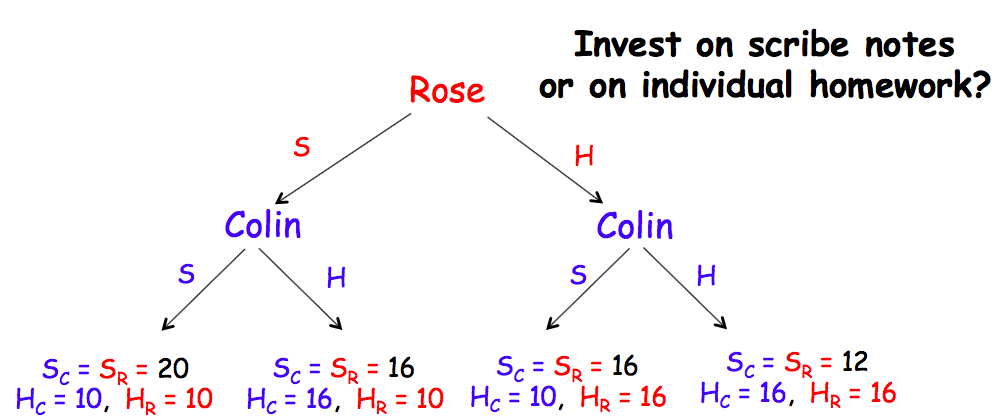 Invest on scribe notes
or on individual homework?
Rose
S
H
Colin
Colin
S
H
S
H
S_C = S_R = 20
H_C = 10, H_R = 10
S_C = S_R = 16
H_C = 16, H_R = 10
S_C = S_R = 16
H_C = 10, H_R = 16
S_C = S_R = 12
H_C = 16, H_R = 16